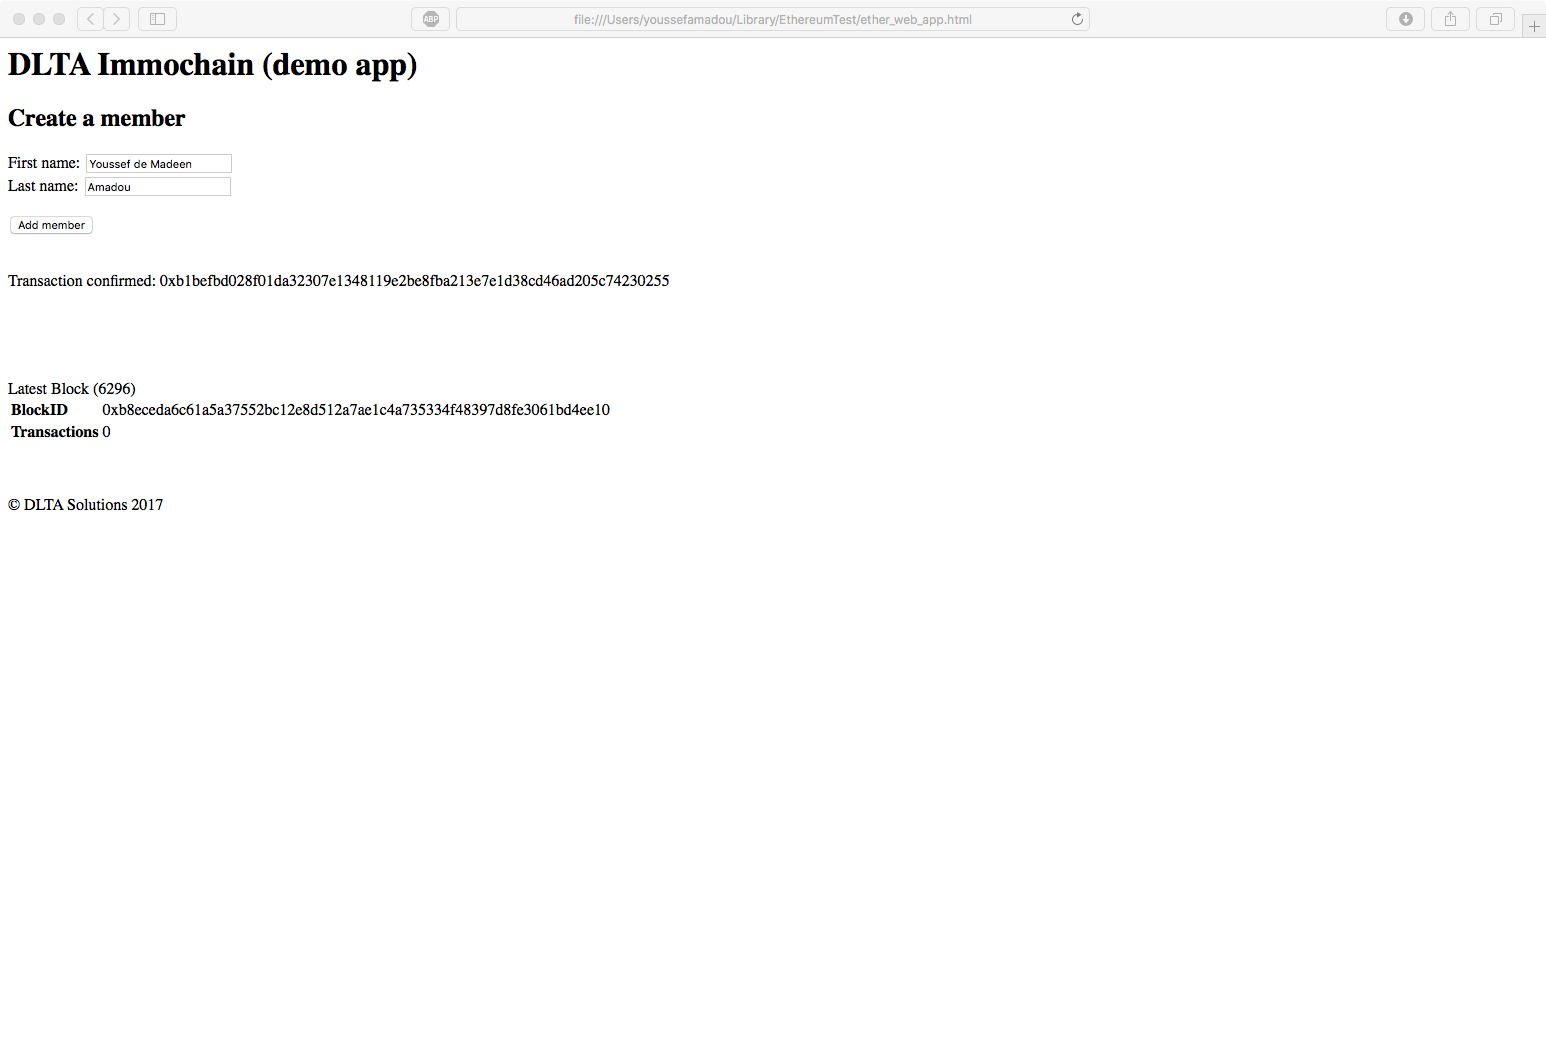 ABP
file:///Users/youssefamadou/Library/EthereumTest/ether_web_app.html
DLTA Immochain (demo app)
Create a member
First name: Youssef de Madeen
Last name: Amadou
Add member
Transaction confirmed: 0xb1befbd028f01da32307e1348119e2be8fba213e7e1d38cd46ad205c74230255
Latest Block (6296)
BlockID 0xb8eceda6c61a5a37552bc12e8d512a7ae1c4a735334f48397d8fe3061bd4ee10
Transactions 0
© DLTA Solutions 2017